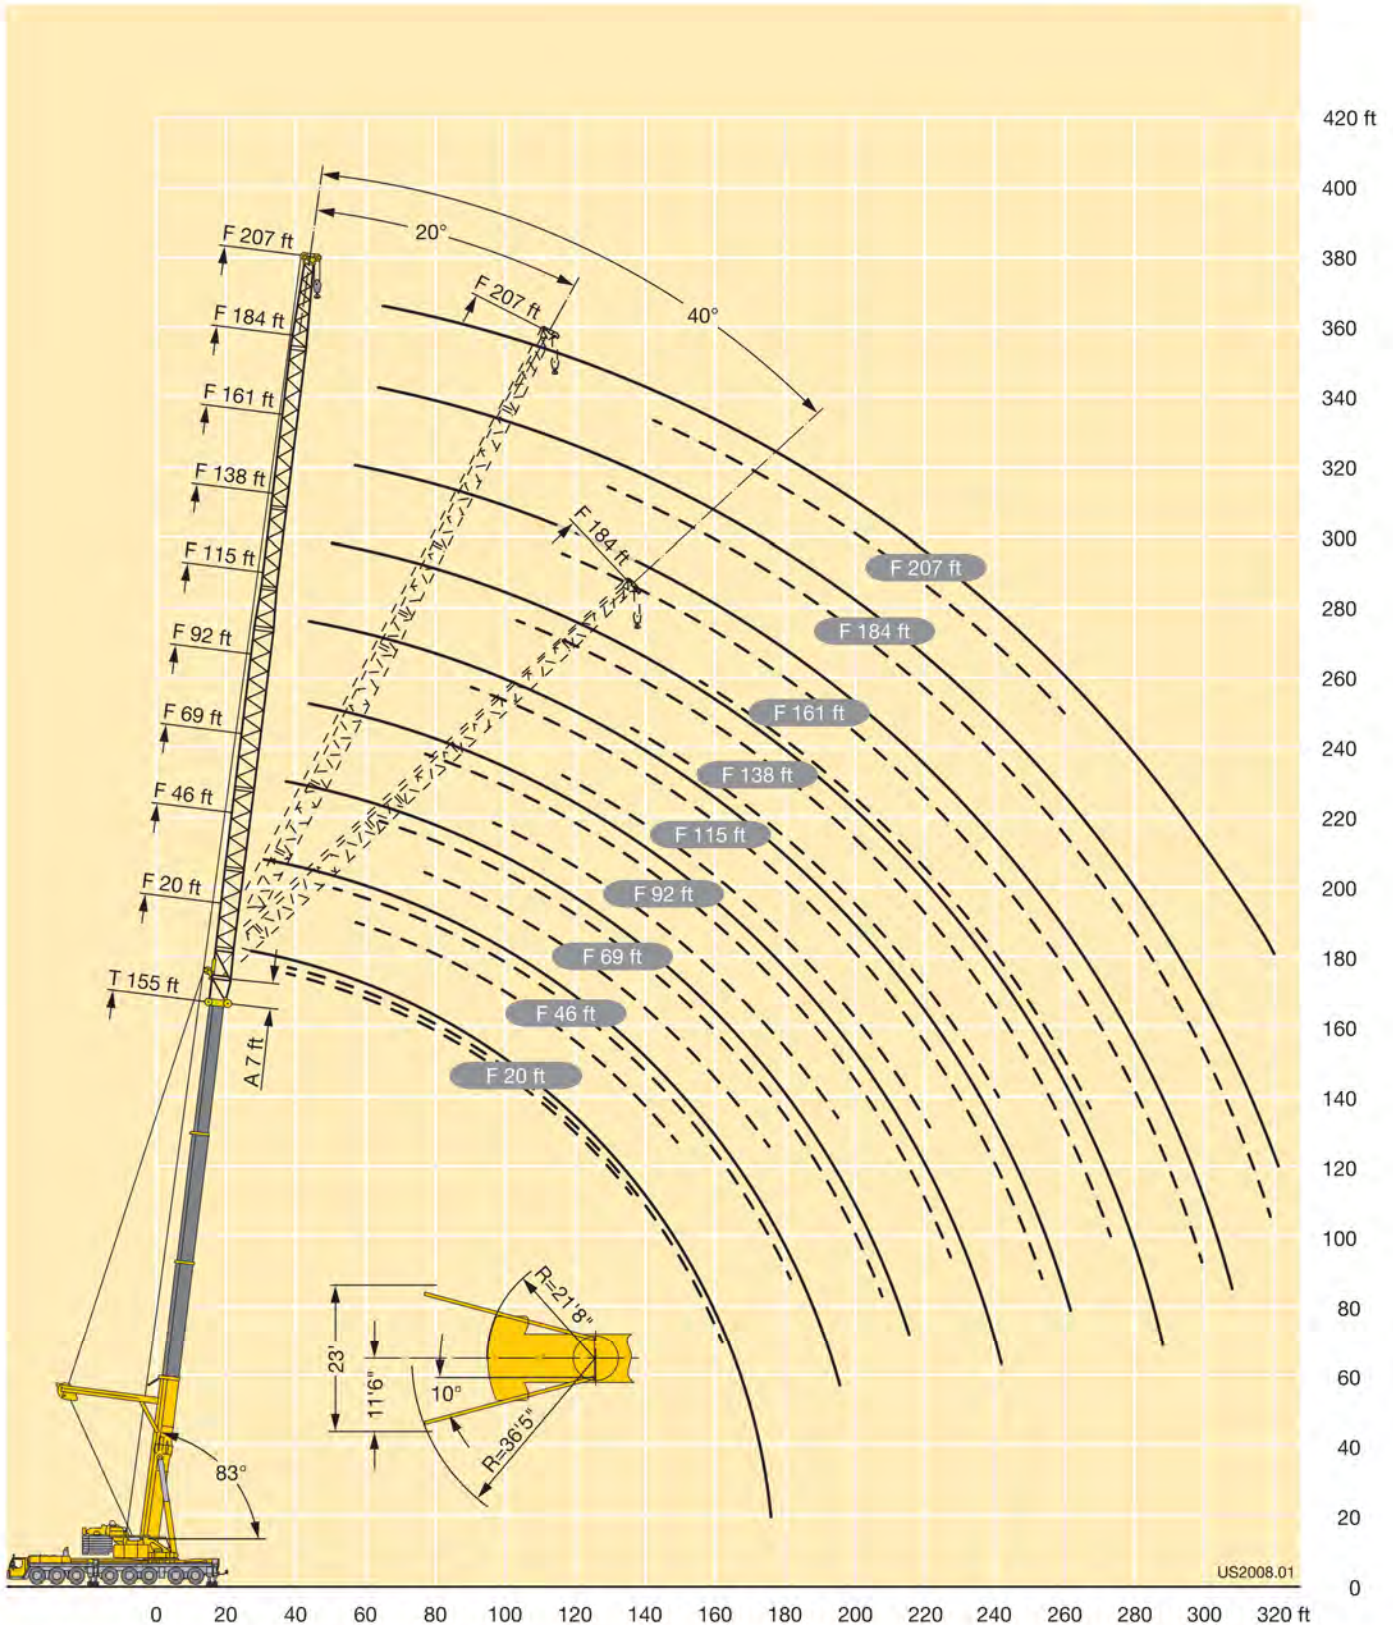 420 ft
400
F 207 ft
20°
380
F 207 ft
40°
F 184 ft
360
340
F 161 ft
320
F 138 ft
F 184 ft
300
F 115 ft
F 207 ft
280
F 92 ft
F 184 ft
260
F 69 ft
F 161 ft
240
F 138 ft
F 46 ft
220
F 115 ft
F 20 ft
F 92 ft
200
T 155 ft
F 69 ft
180
F 46 ft
160
A 7 ft
F 20 ft
140
120
100
R=21'8"
80
23'
11'6"
10°
60
R=36'5"
40
83°
20
US2008.01
0
0 20 40 60 80 100 120 140 160 180 200 220 240 260 280 300 320 ft